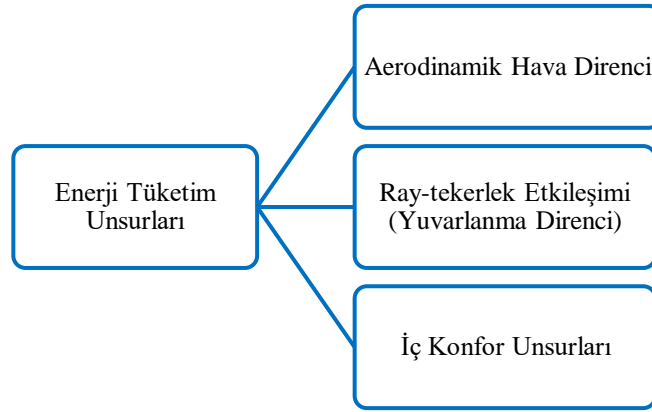 Aerodinamik Hava Direnci
Enerji Tüketim
Unsurları
Ray-tekerlek Etkileşimi
(Yuvarlanma Direnci)
İç Konfor Unsurları